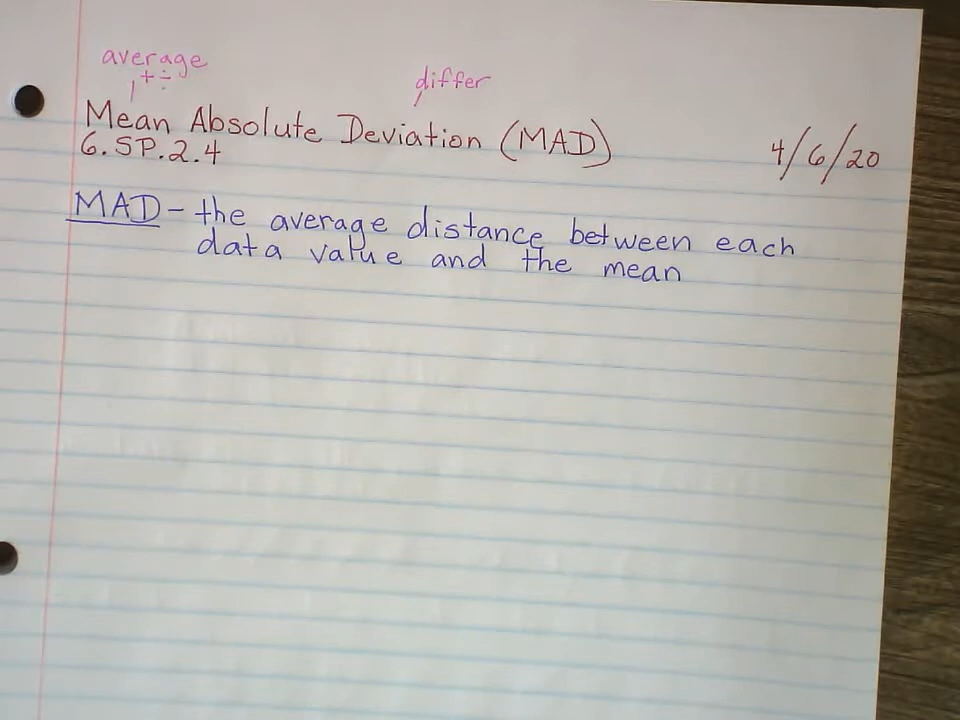 average
+ ÷
differ
Mean Absolute Deviation (MAD)
6.SP.2.4
4/6/20
MAD - the average distance between each
data value and the mean